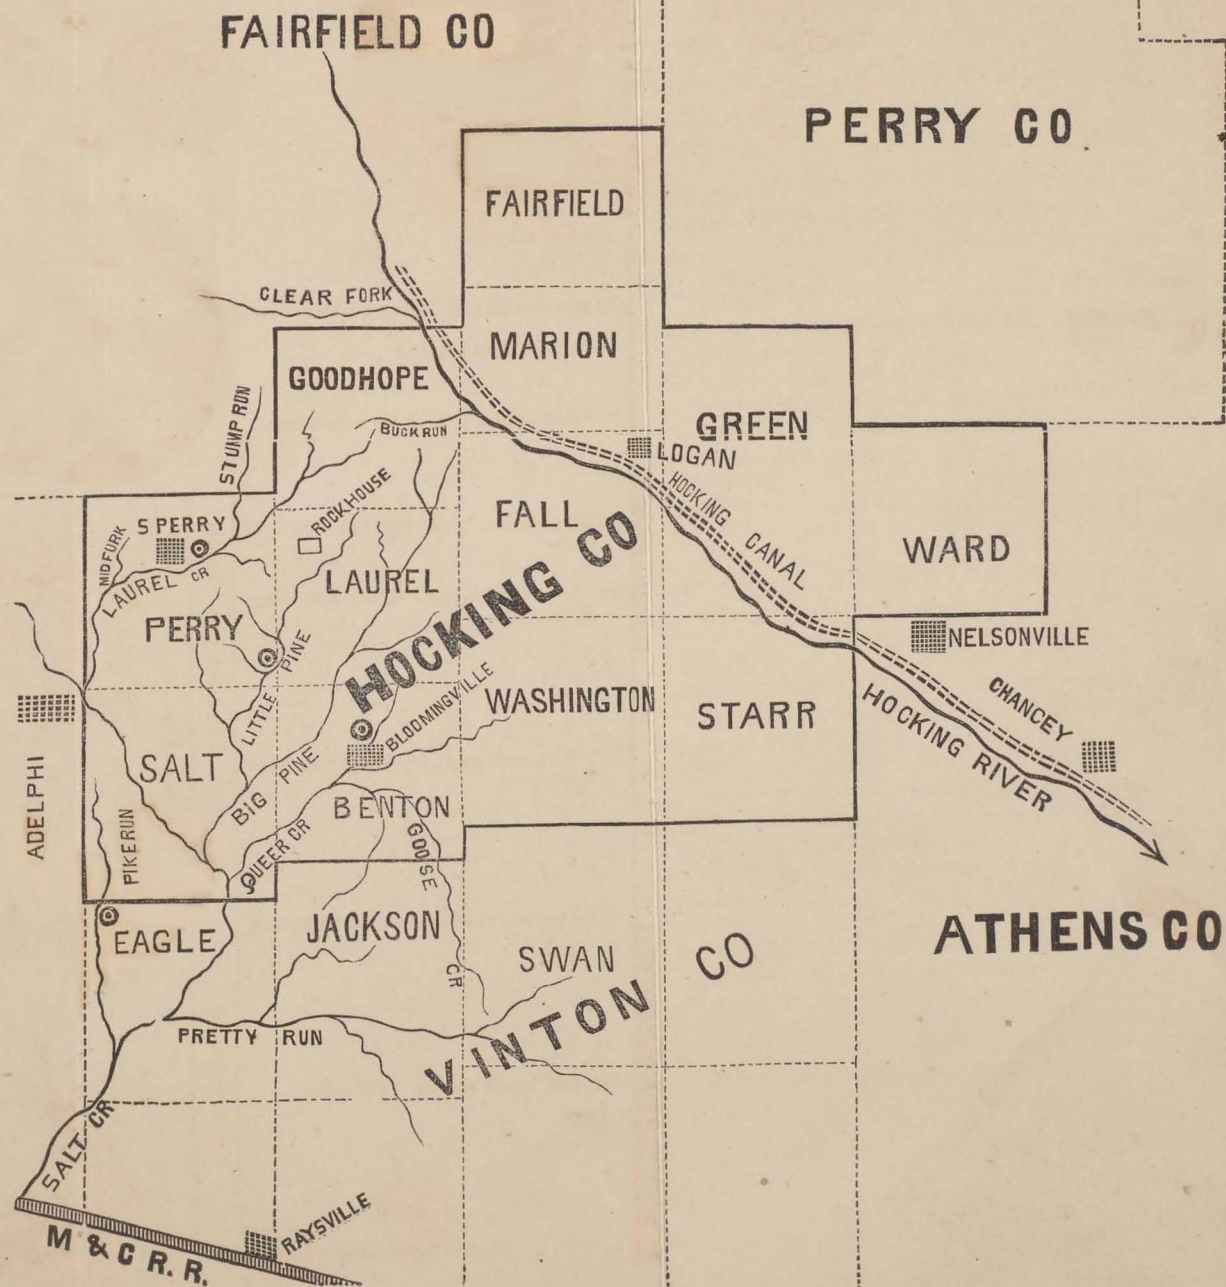 FAIRFIELD CO
PERRY CO
FAIRFIELD
CLEAR FORK
MARION
GOODHOPE
STUMP RUN
BUCK RUN
GREEN
LOGAN
ROCK HOUSE
HOCKING
CANAL
FALL
MID FORK
S PERRY
LAUREL CR
LAUREL
WARD
HOCKING CO
PERRY
LITTLE PINE
NELSONVILLE
BLOOMINGVILLE
WASHINGTON
STARR
CHANCEY
HOCKING RIVER
ADELPHI
SALT
BIG PINE
BENTON
PIKE RUN
QUEER CR
GOOSE CR
EAGLE
JACKSON
SWAN
VINTON CO
ATHENS CO
PRETTY RUN
SALT CR
RAYSVILLE
M & C R. R.